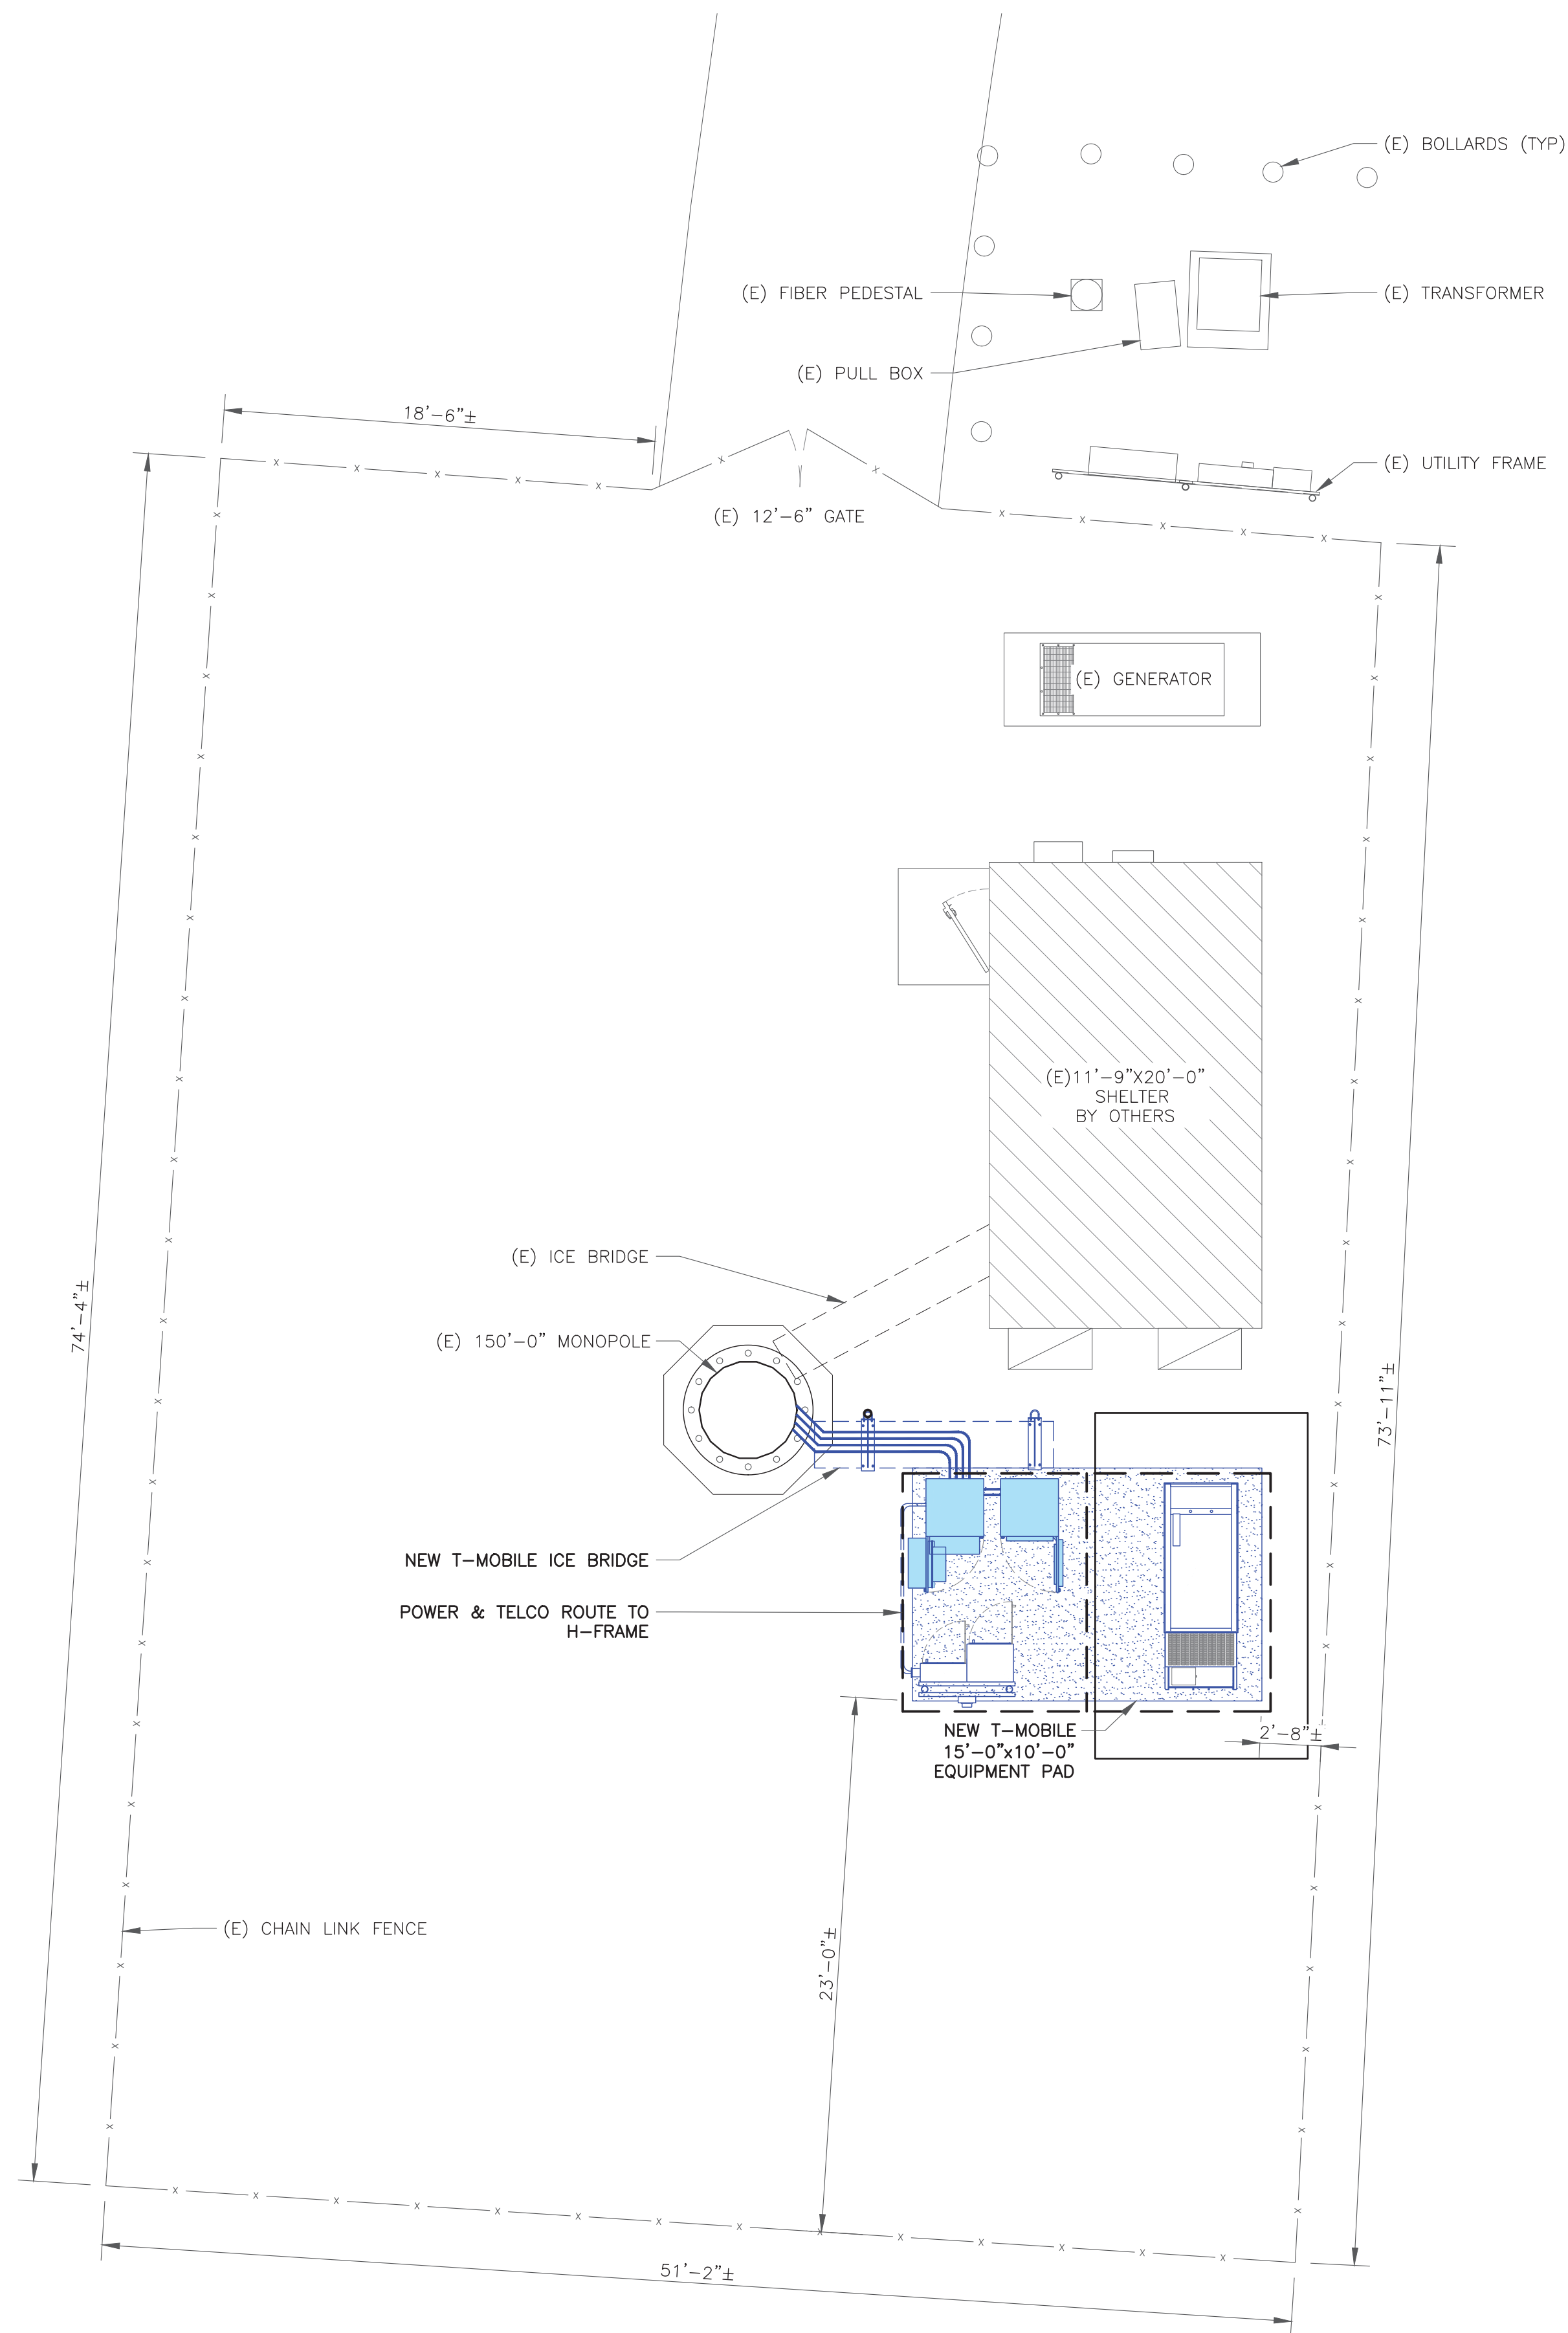 (E) BOLLARDS (TYP)
(E) FIBER PEDESTAL
(E) TRANSFORMER
(E) PULL BOX
18'-6"±
(E) UTILITY FRAME
(E) 12'-6" GATE
(E) GENERATOR
(E)11'-9"X20'-0"
SHELTER
BY OTHERS
(E) ICE BRIDGE
74'-4"±
(E) 150'-0" MONOPOLE
73'-11"±
NEW T-MOBILE ICE BRIDGE
POWER & TELCO ROUTE TO
H-FRAME
NEW T-MOBILE
15'-0"x10'-0"
EQUIPMENT PAD
2'-8"±
(E) CHAIN LINK FENCE
23'-0"±
51'-2"±